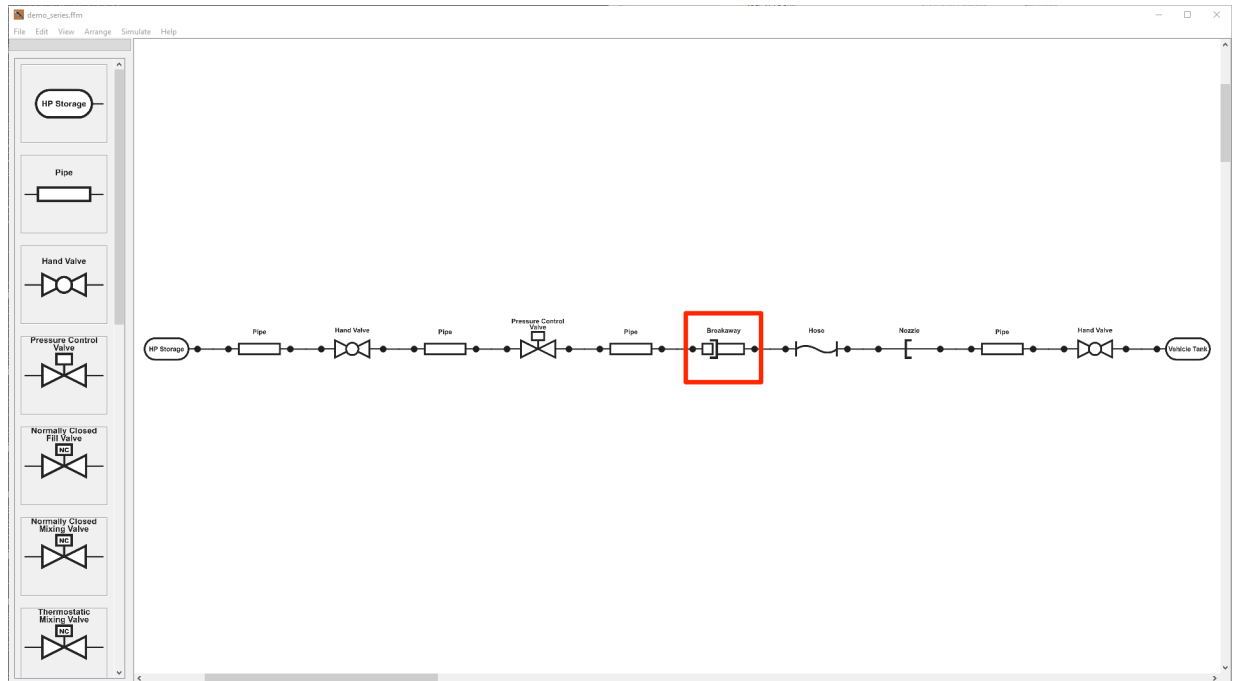 demo_series.ffm
File Edit View Arrange Simulate Help
HP Storage
Pipe
Hand Valve
Pressure Control
Valve
Normally Closed
Fill Valve
NC
Normally Closed
Mixing Valve
NC
Thermostatic
Mixing Valve
NC
HP Storage
Pipe
Hand Valve
Pipe
Pressure Control
Valve
Pipe
Breakaway
Hose
Nozzle
Pipe
Hand Valve
Vehicle Tank